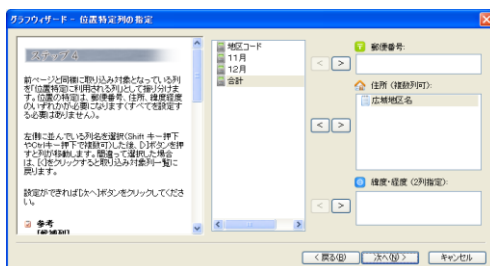 グラフウィザード - 位置特定列の指定
ステップ4
前ページと同様に取り込み対象となっている列
を「位置特定に利用される列」として振り分けま
す。位置の特定は、郵便番号、住所、緯度経度
のいずれかが必要になります(すべてを設定す
る必要はありません)。
左側に並んでいる列名を選択(Shift キー押下
やCtrlキー押下で複数可)した後、[>]ボタンを押
すと列が移動します。間違って選択した場合
は、[<]をクリックすると取り込み対象列一覧に
戻ります。
設定ができれば[次へ]ボタンをクリックしてくださ
い。
参考
[候補列]
地区コード
11月
12月
合計
<
>
郵便番号:
住所 (複数列可):
広域地区名
<
>
緯度・経度 (2列指定):
<
>
< 戻る(B)
次へ(N) >
キャンセル